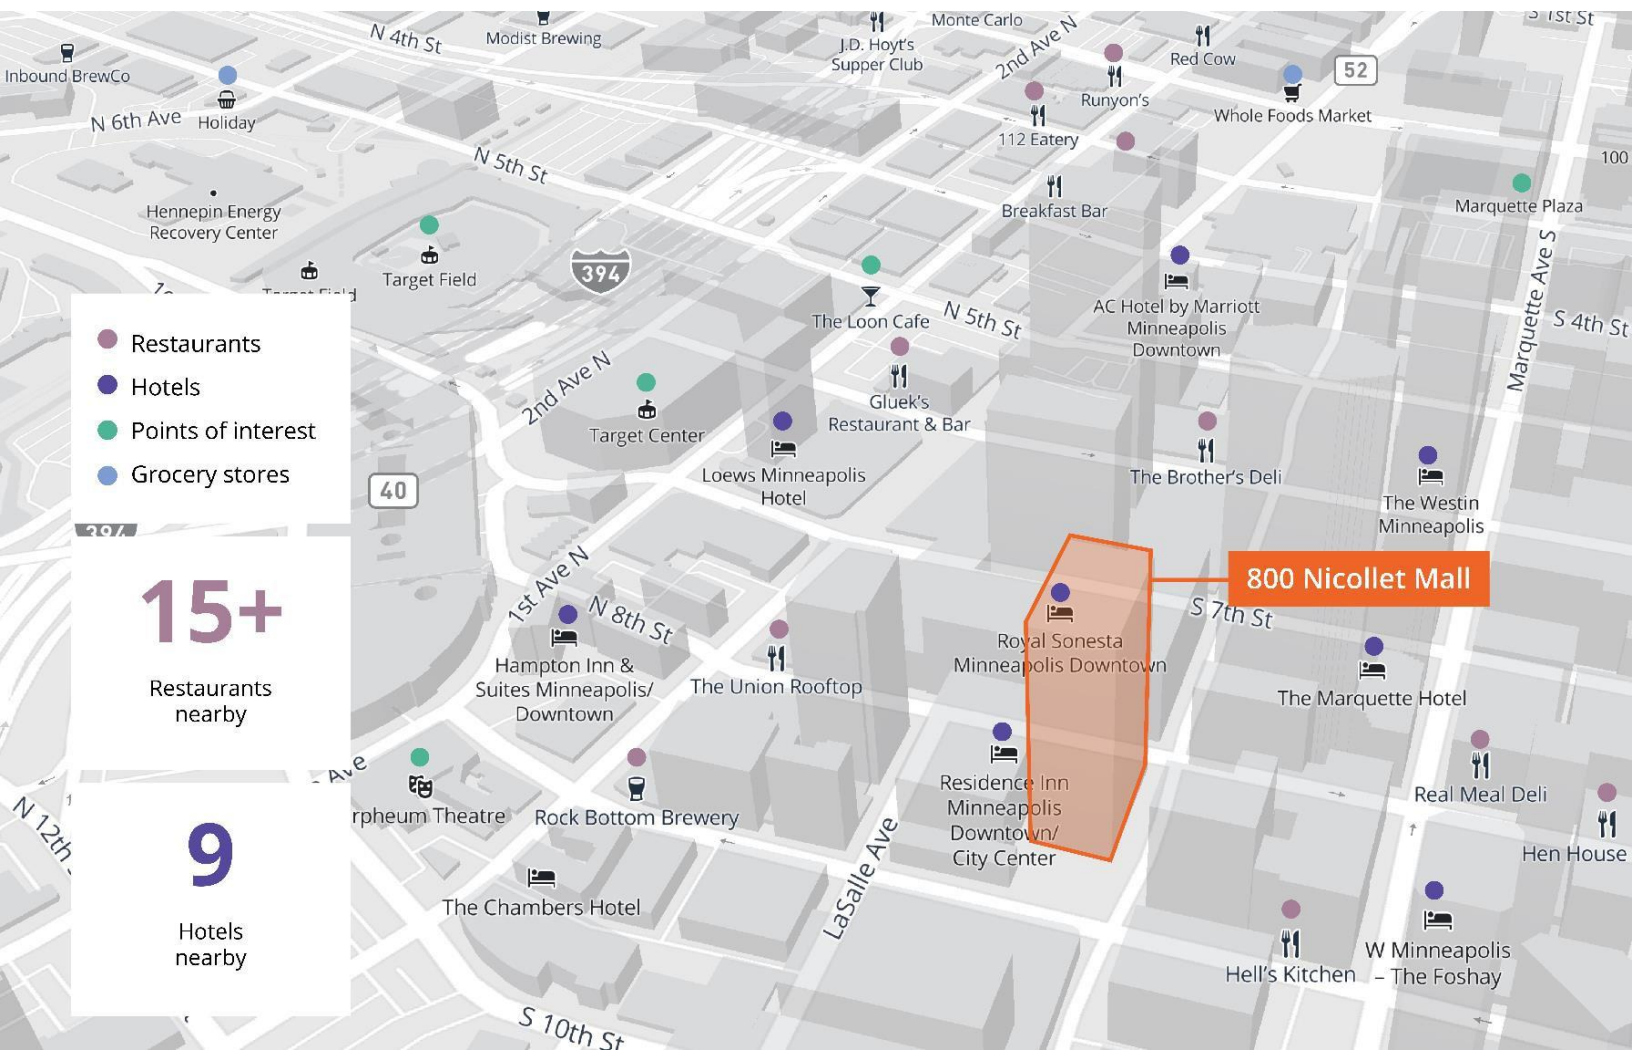 Monte Carlo
S 1st St
N 4th St
Modist Brewing
J.D. Hoyt's
Supper Club
2nd Ave N
Red Cow
52
Inbound BrewCo
Runyon's
Whole Foods Market
N 6th Ave
Holiday
112 Eatery
100
N 5th St
Breakfast Bar
Marquette Plaza
Hennepin Energy
Recovery Center
Target Field
Target Field
394
The Loon Cafe
N 5th St
AC Hotel by Marriott
Minneapolis
Downtown
Marquette Ave S
S 4th St
Restaurants
Hotels
Points of interest
Grocery stores
2nd Ave N
Target Center
Gluek's
Restaurant & Bar
Loews Minneapolis
Hotel
The Brother's Deli
The Westin
Minneapolis
40
394
15+
Restaurants
nearby
1st Ave N
N 8th St
Hampton Inn &
Suites Minneapolis/
Downtown
The Union Rooftop
Royal Sonesta
Minneapolis Downtown
800 Nicollet Mall
S 7th St
The Marquette Hotel
Ave
rpheum Theatre
Rock Bottom Brewery
Residence Inn
Minneapolis
Downtown/
City Center
Real Meal Deli
Hen House
N 12th
9
Hotels
nearby
The Chambers Hotel
LaSalle Ave
Hell's Kitchen
W Minneapolis
– The Foshay
S 10th St